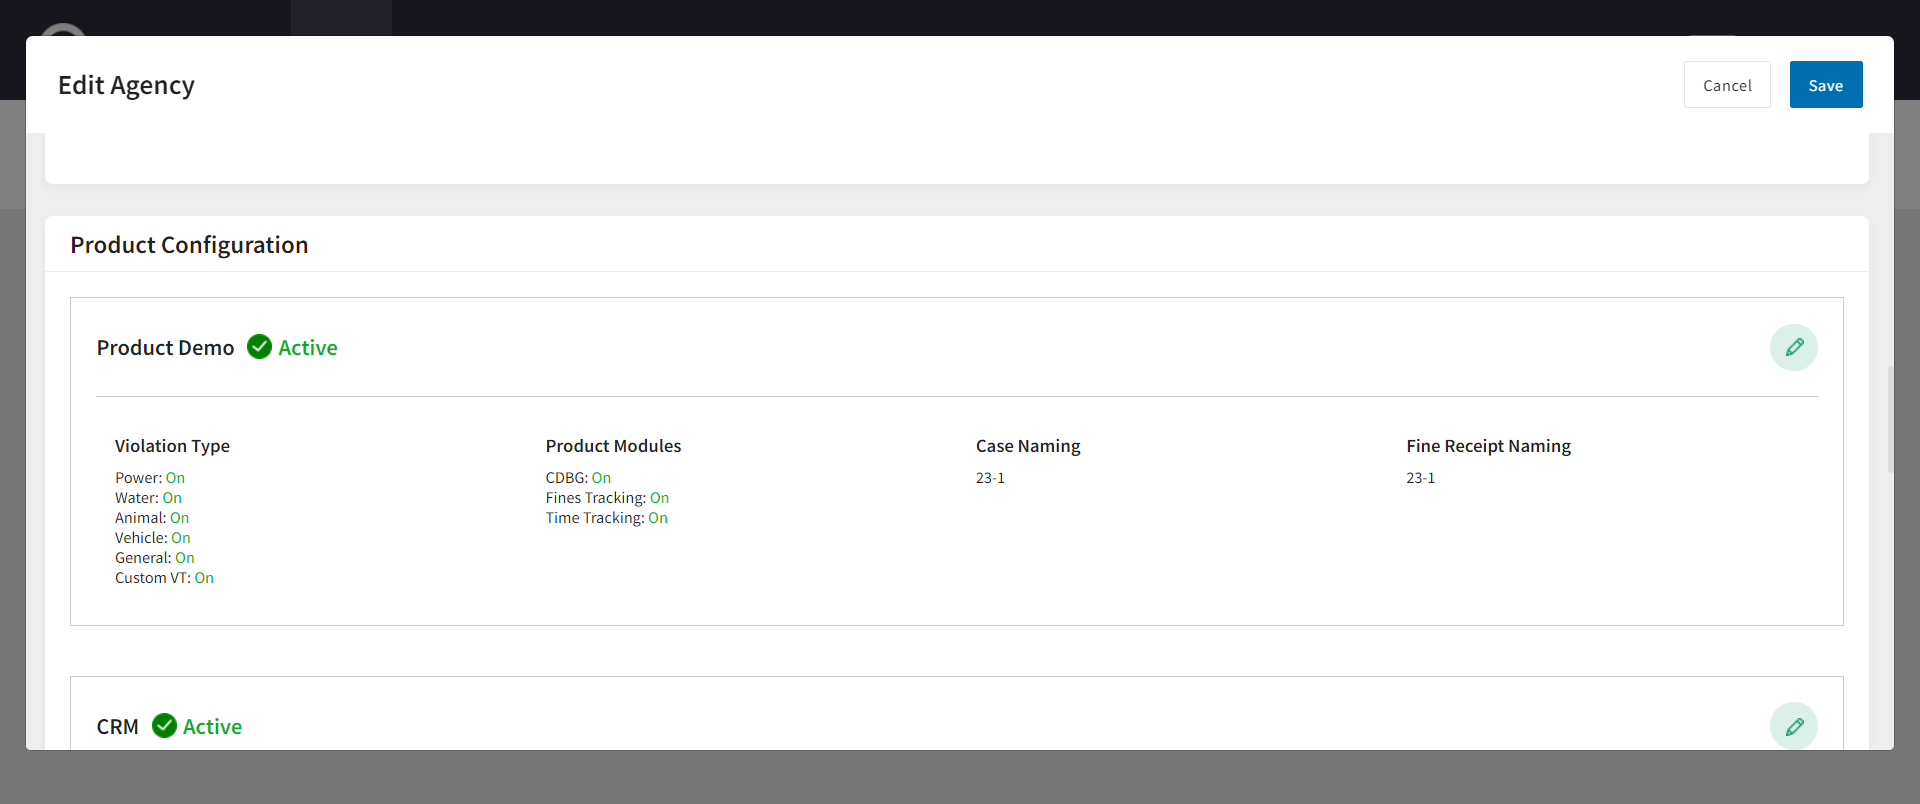 Edit Agency
Cancel
Save
Product Configuration
Product Demo Active
Violation Type
Power: On
Water: On
Animal: On
Vehicle: On
General: On
Custom VT: On
Product Modules
CDBG: On
Fines Tracking: On
Time Tracking: On
Case Naming
23-1
Fine Receipt Naming
23-1
CRM Active